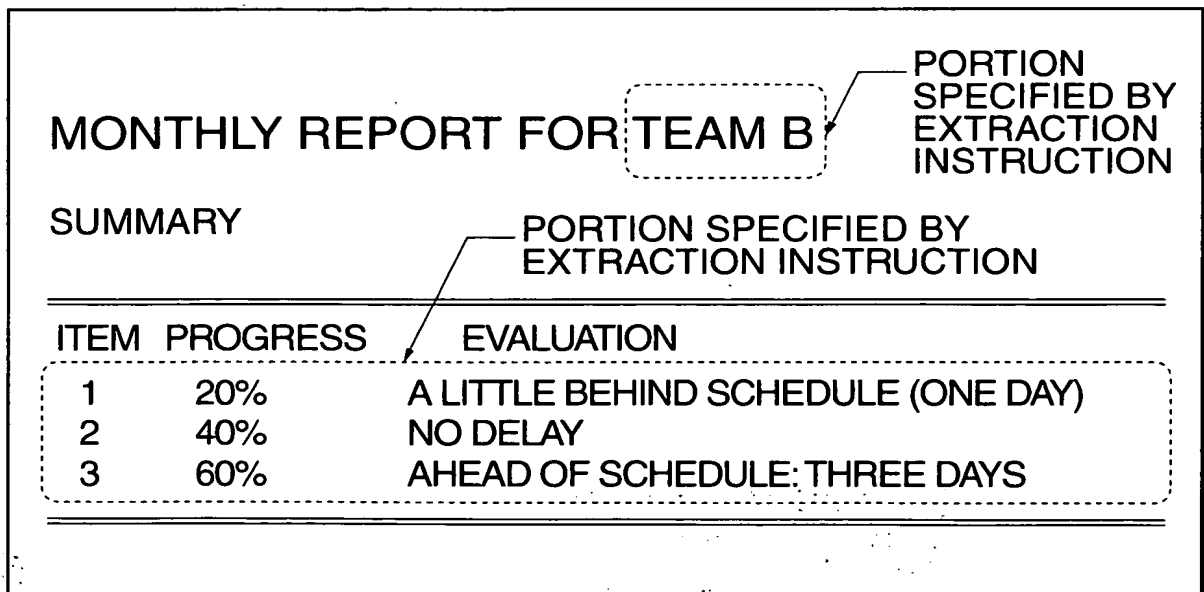 PORTION
SPECIFIED BY
EXTRACTION
INSTRUCTION
MONTHLY REPORT FOR TEAM B
SUMMARY
PORTION SPECIFIED BY
EXTRACTION INSTRUCTION
ITEM PROGRESS EVALUATION
1 20% A LITTLE BEHIND SCHEDULE (ONE DAY)
2 40% NO DELAY
3 60% AHEAD OF SCHEDULE: THREE DAYS